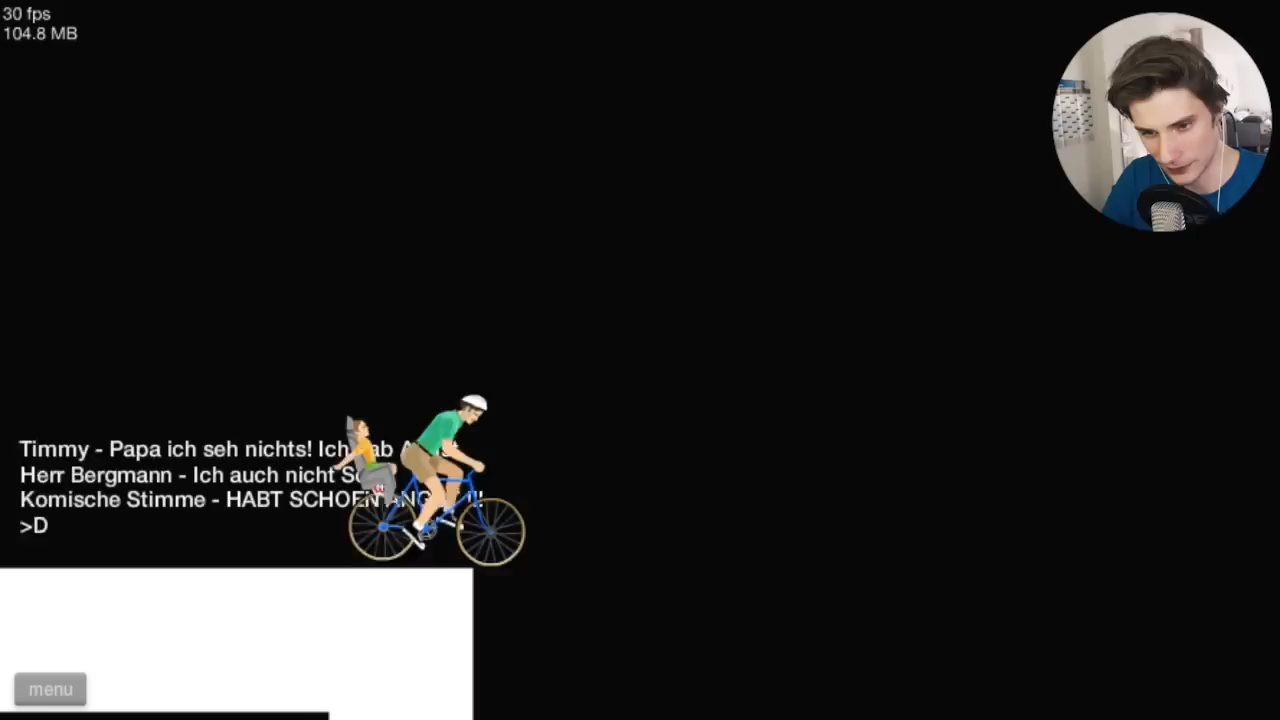 30 fps
104.8 MB
Timmy - Papa ich seh nichts! Ich
Herr Bergmann - Ich auch nicht
Komische Stimme - HABT SCHOEN
>D
menu